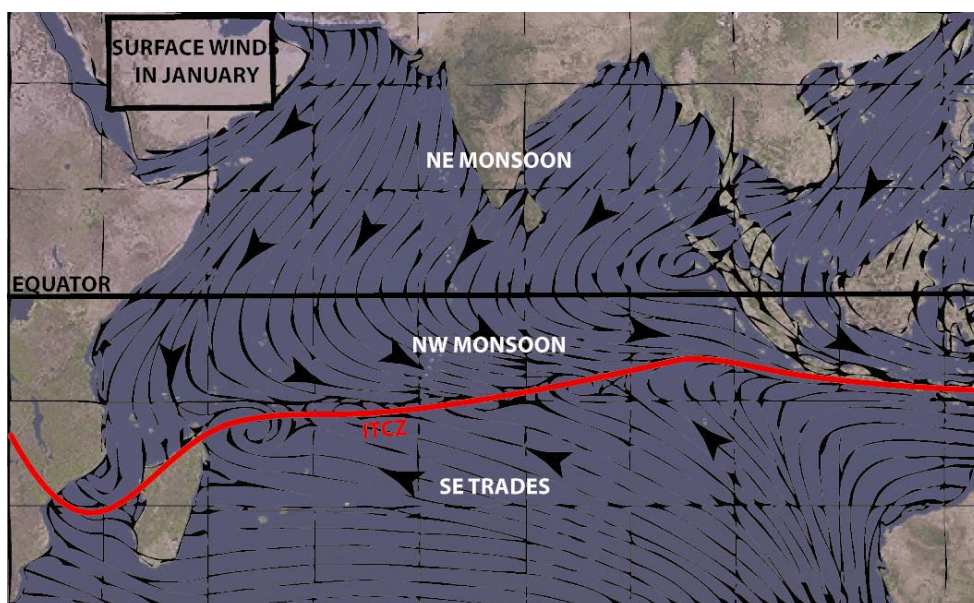 SURFACE WINDS
IN JANUARY
NE MONSOON
EQUATOR
NW MONSOON
ITCZ
SE TRADES